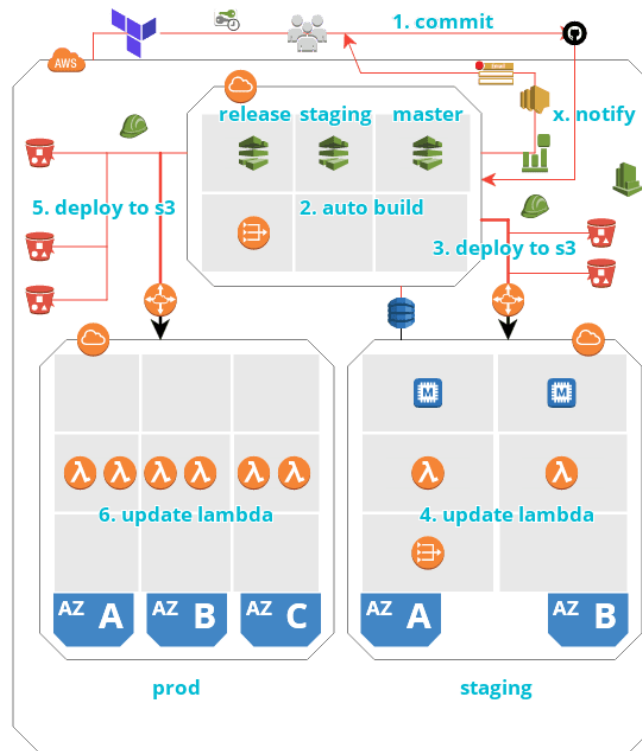 1. commit
AWS
release staging master
x. notify
5. deploy to s3
2. auto build
3. deploy to s3
M
M
6. update lambda
4. update lambda
AZ A
AZ B
AZ C
AZ A
AZ B
prod
staging